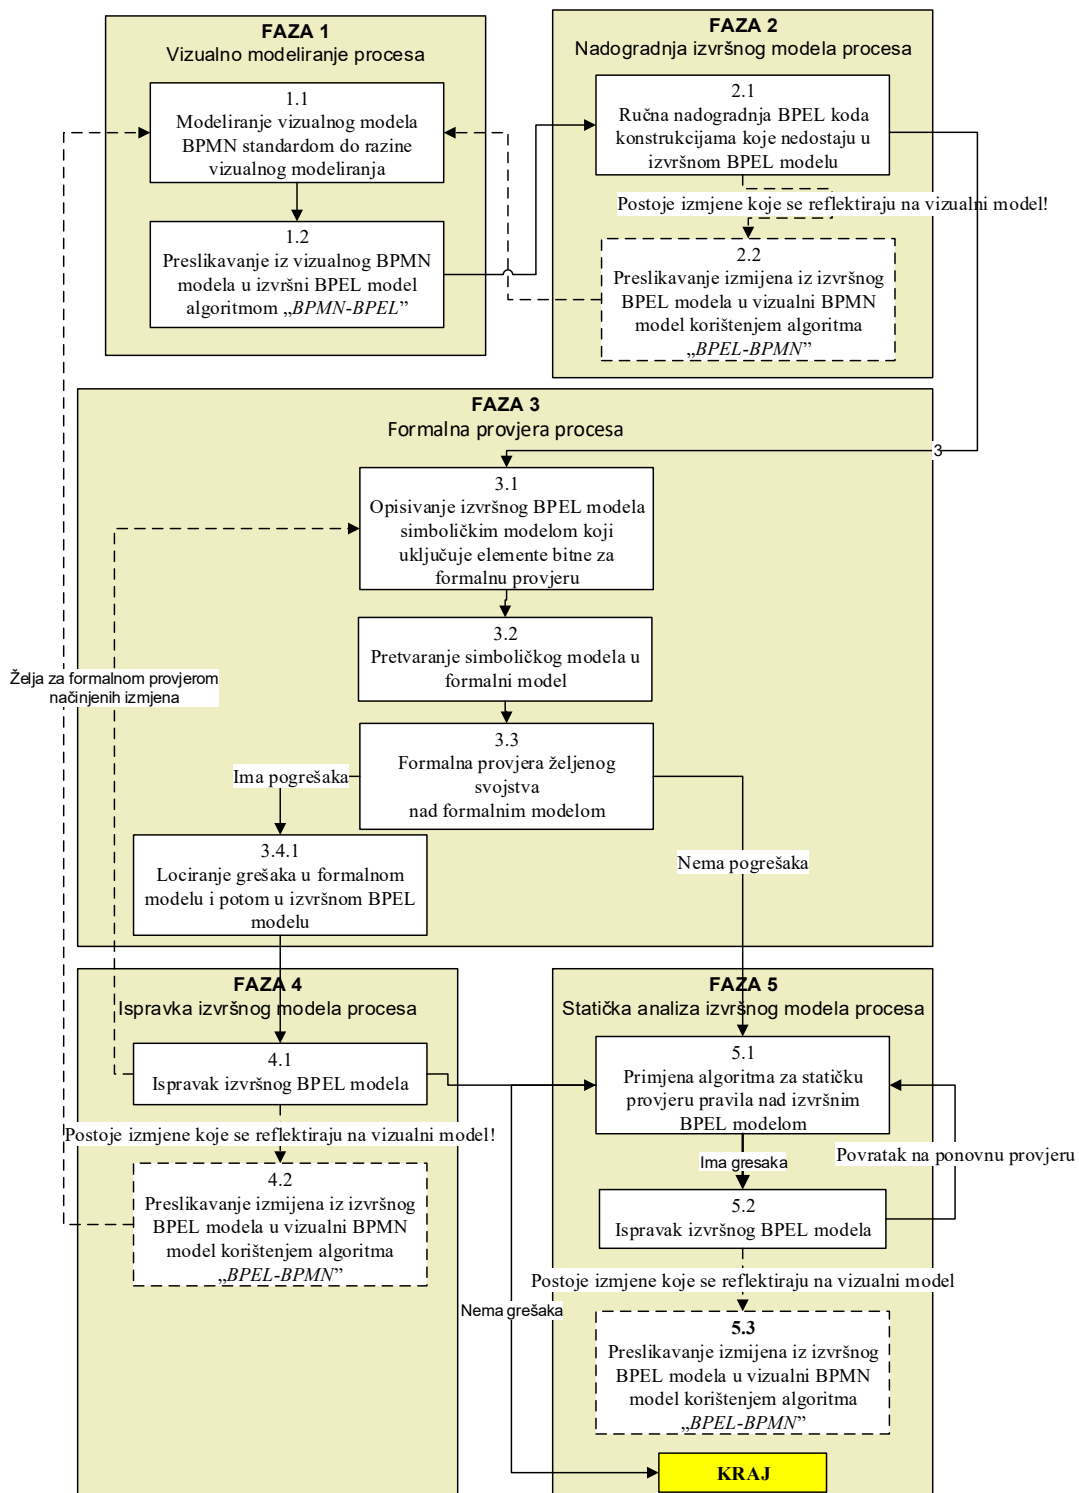 FAZA 1
Vizualno modeliranje procesa
1.1
Modeliranje vizualnog modela
BPMN standardom do razine
vizualnog modeliranja
1.2
Preslikavanje iz vizualnog BPMN
modela u izvršni BPEL model
algoritmom „BPMN-BPEL”
FAZA 2
Nadogradnja izvršnog modela procesa
2.1
Ručna nadogradnja BPEL koda
konstrukcijama koje nedostaju u
izvršnom BPEL modelu
Postoje izmjene koje se reflektiraju na vizualni model!
2.2
Preslikavanje izmijena iz izvršnog
BPEL modela u vizualni BPMN
model korištenjem algoritma
„BPEL-BPMN”
FAZA 3
Formalna provjera procesa
3
3.1
Opisivanje izvršnog BPEL modela
simboličkim modelom koji
uključuje elemente bitne za
formalnu provjeru
3.2
Pretvaranje simboličkog modela u
formalni model
Želja za formalnom provjerom
načinjenih izmjena
3.3
Formalna provjera željenog
svojstva
nad formalnim modelom
Ima pogrešaka
3.4.1
Lociranje grešaka u formalnom
modelu i potom u izvršnom BPEL
modelu
Nema pogrešaka
FAZA 4
Ispravka izvršnog modela procesa
4.1
Ispravak izvršnog BPEL modela
Postoje izmjene koje se reflektiraju na vizualni model!
4.2
Preslikavanje izmijena iz izvršnog
BPEL modela u vizualni BPMN
model korištenjem algoritma
„BPEL-BPMN”
FAZA 5
Statička analiza izvršnog modela procesa
5.1
Primjena algoritma za statičku
provjeru pravila nad izvršnim
BPEL modelom
Ima gresaka
Povratak na ponovnu provjeru
5.2
Ispravak izvršnog BPEL modela
Postoje izmjene koje se reflektiraju na vizualni model
Nema grešaka
5.3
Preslikavanje izmijena iz izvršnog
BPEL modela u vizualni BPMN
model korištenjem algoritma
„BPEL-BPMN”
KRAJ